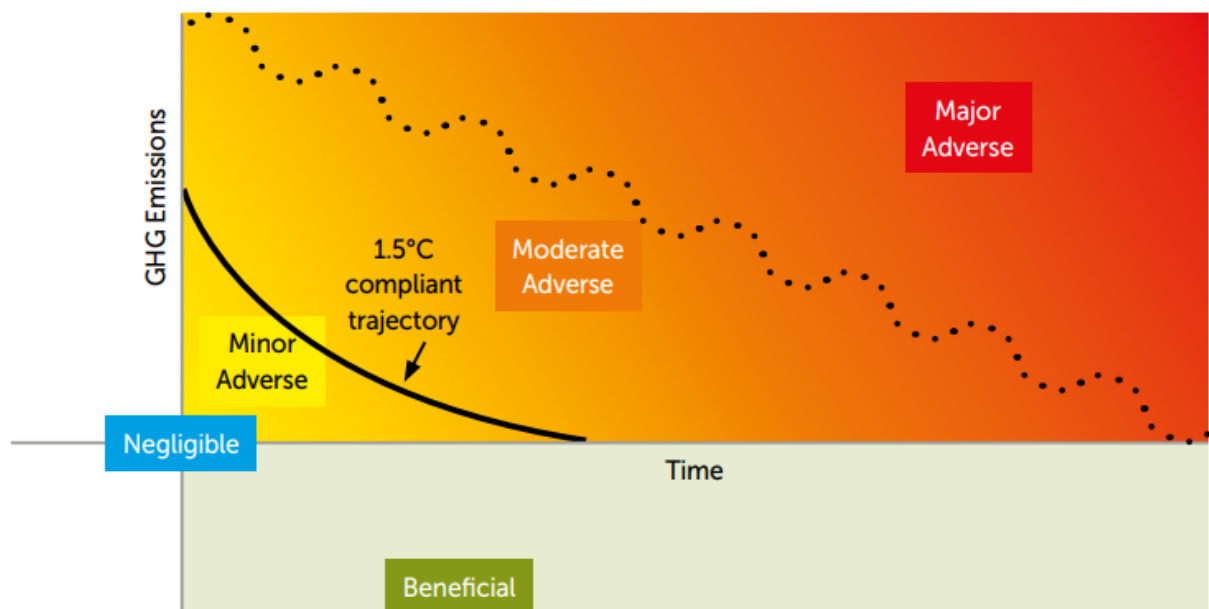 Major
Adverse
GHG Emissions
1.5°C
compliant
trajectory
Moderate
Adverse
Minor
Adverse
Negligible
Time
Beneficial